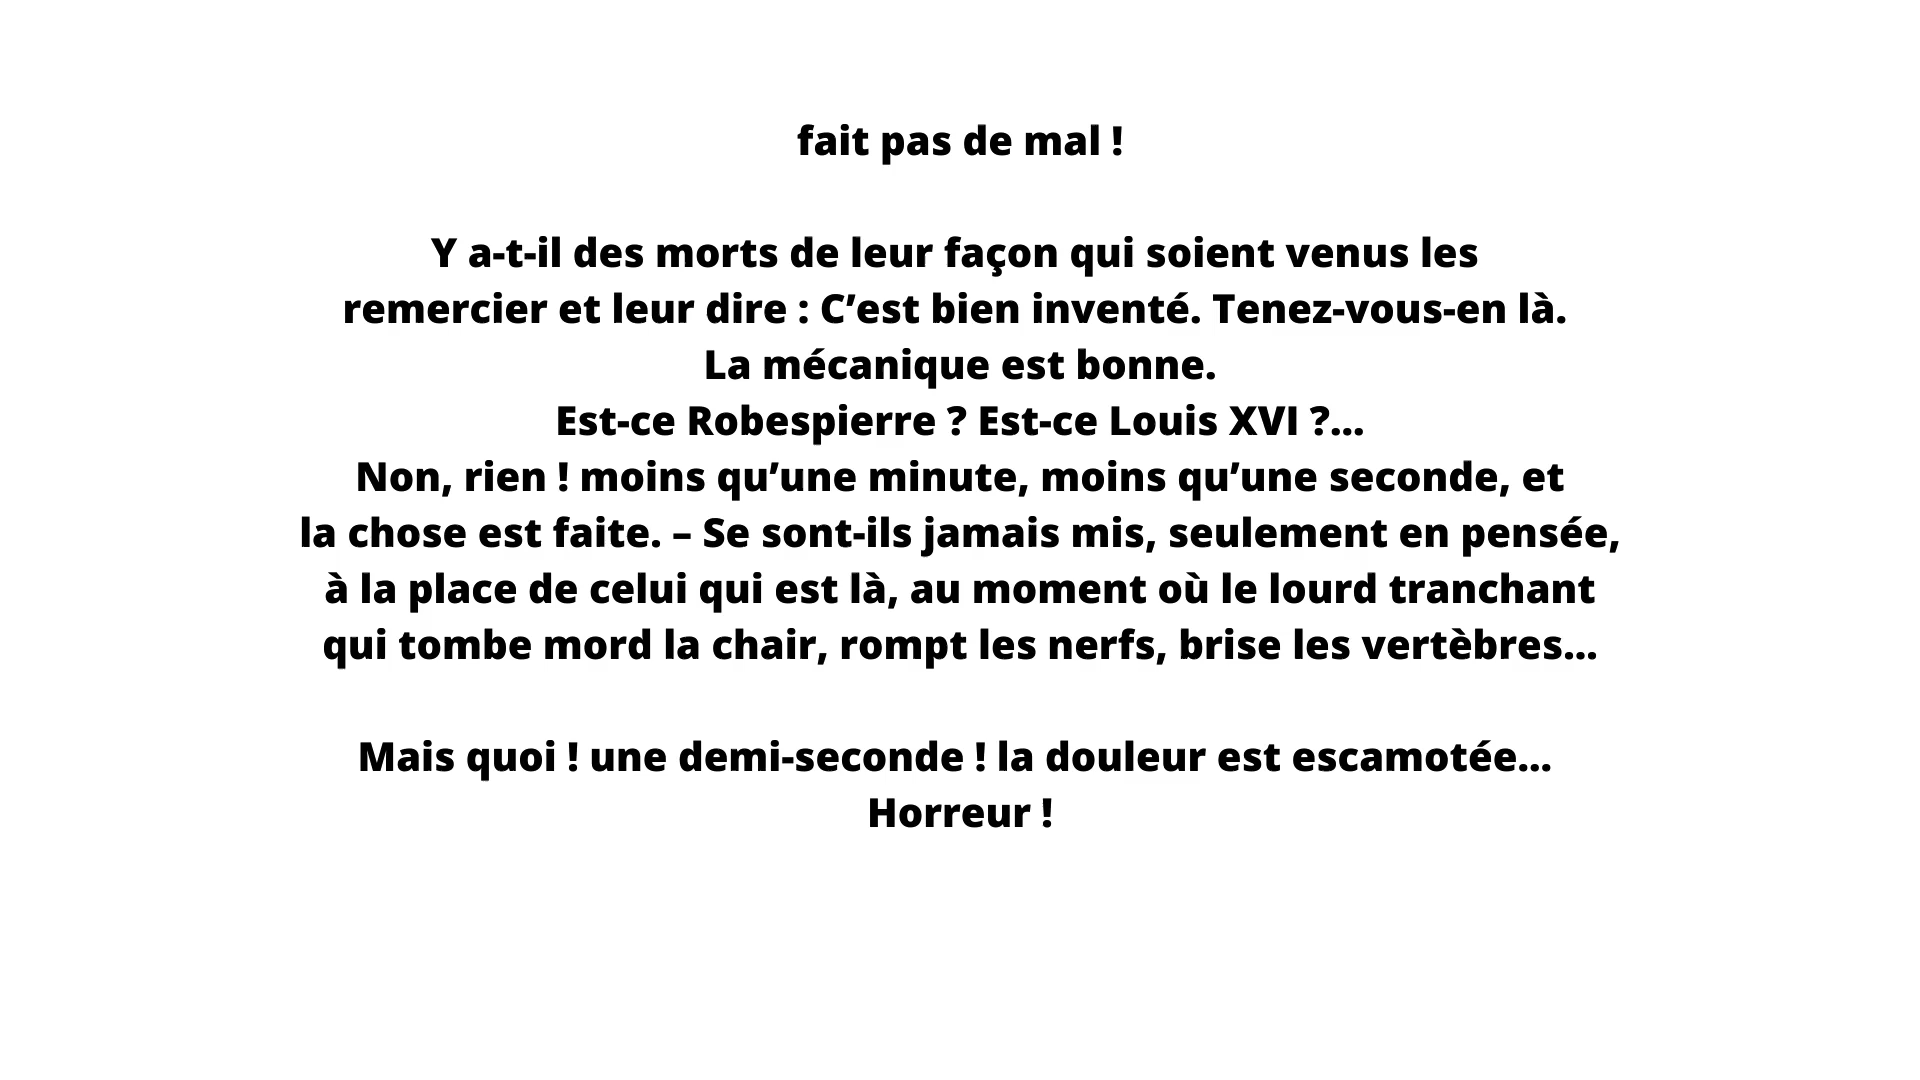 fait pas de mal !
Y a-t-il des morts de leur façon qui soient venus les
remercier et leur dire : C’est bien inventé. Tenez-vous-en là.
La mécanique est bonne.
Est-ce Robespierre ? Est-ce Louis XVI ?...
Non, rien ! moins qu’une minute, moins qu’une seconde, et
la chose est faite. – Se sont-ils jamais mis, seulement en pensée,
à la place de celui qui est là, au moment où le lourd tranchant
qui tombe mord la chair, rompt les nerfs, brise les vertèbres...
Mais quoi ! une demi-seconde ! la douleur est escamotée...
Horreur !